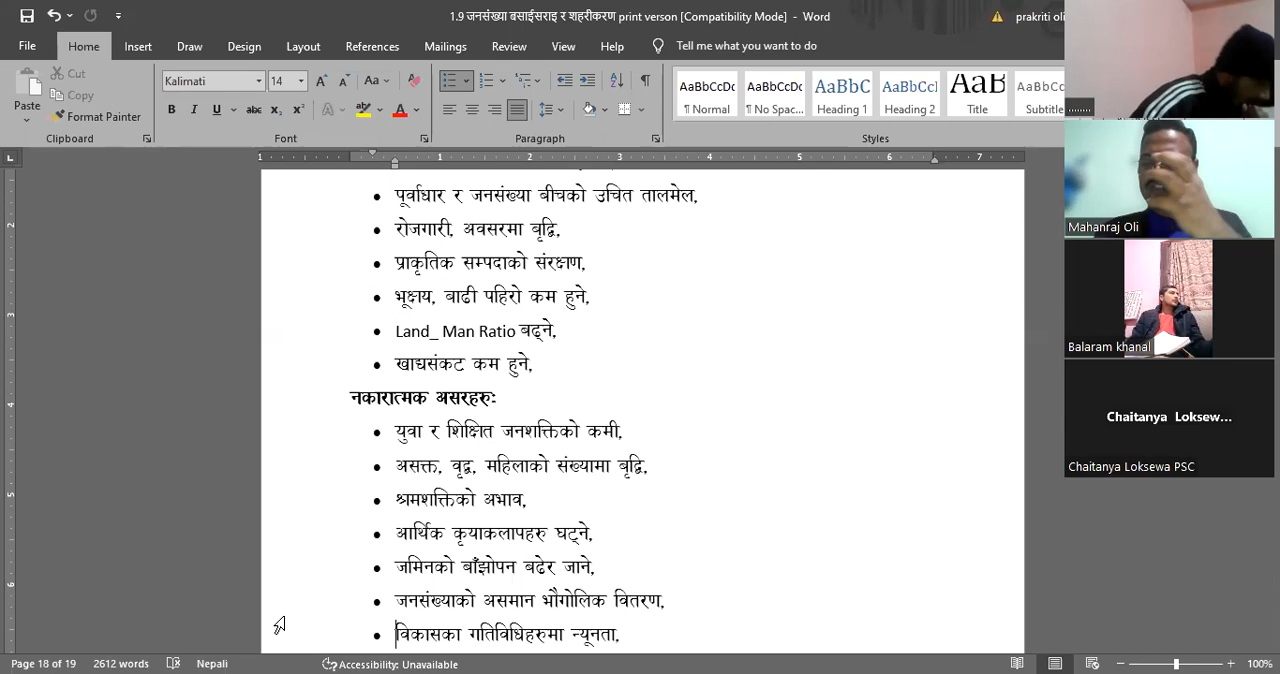 1.9 जनसंख्या बसाईसराइ र शहरीकरण print verson [Compatibility Mode] - Word
prakriti oli
File Home Insert Draw Design Layout References Mailings Review View Help Tell me what you want to do
Paste
Cut
Copy
Format Painter
Clipboard
Kalimati 14
Font
Paragraph
AaBbCcDc
¶ Normal
AaBbCcDc
¶ No Spac...
AaBbC
Heading 1
AaBbCcI
Heading 2
AaB
Title
AaBbCcD
Subtitle
Styles
• पूर्वाधार र जनसंख्या बीचको उचित तालमेल,
• रोजगारी, अवसरमा बृद्वि,
• प्राकृतिक सम्पदाको संरक्षण,
• भूक्षय, बाढी पहिरो कम हुने,
• Land_ Man Ratio बढ्ने,
• खाद्यसंकट कम हुने,
नकारात्मक असरहरुः
• युवा र शिक्षित जनशक्तिको कमी,
• असक्त, वृद्व, महिलाको संख्यामा बृद्वि,
• श्रमशक्तिको अभाव,
• आर्थिक कृयाकलापहरु घट्ने,
• जमिनको बाँझोपन बढेर जाने,
• जनसंख्याको असमान भौगोलिक वितरण,
• विकासका गतिविधिहरुमा न्यूनता,
Page 18 of 19 2612 words Nepali Accessibility: Unavailable 100%
........
Mahanraj Oli
Balaram khanal
Chaitanya Loksew...
Chaitanya Loksewa PSC